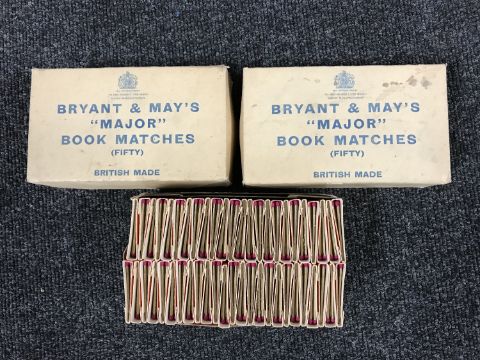 BRYANT & MAY'S
"MAJOR"
BOOK MATCHES
(FIFTY)
BRITISH MADE
BRYANT & MAY'S
"MAJOR"
BOOK MATCHES
(FIFTY)
BRITISH MADE